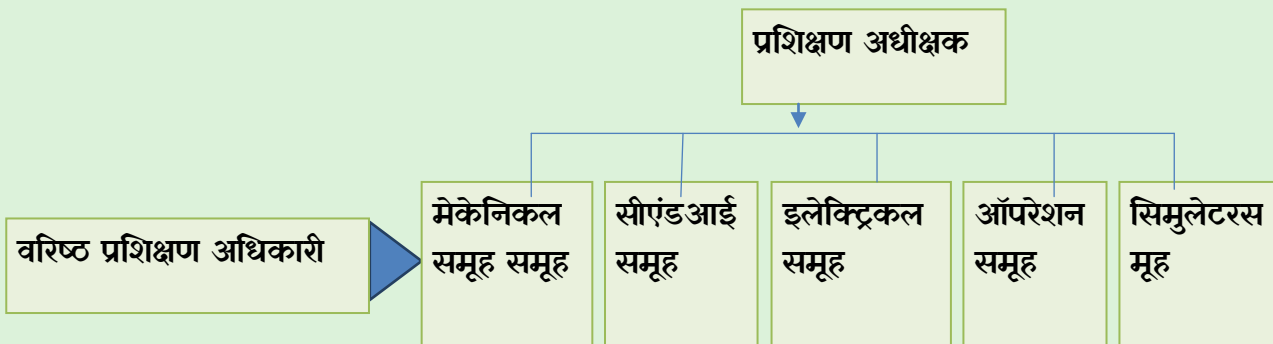 प्रशिक्षण अधीक्षक
वरिष्ठ प्रशिक्षण अधिकारी
मेकेनिकल
समूह समूह
सीएंडआई
समूह
इलेक्ट्रिकल
समूह
ऑपरेशन
समूह
सिमुलेटरस
मूह